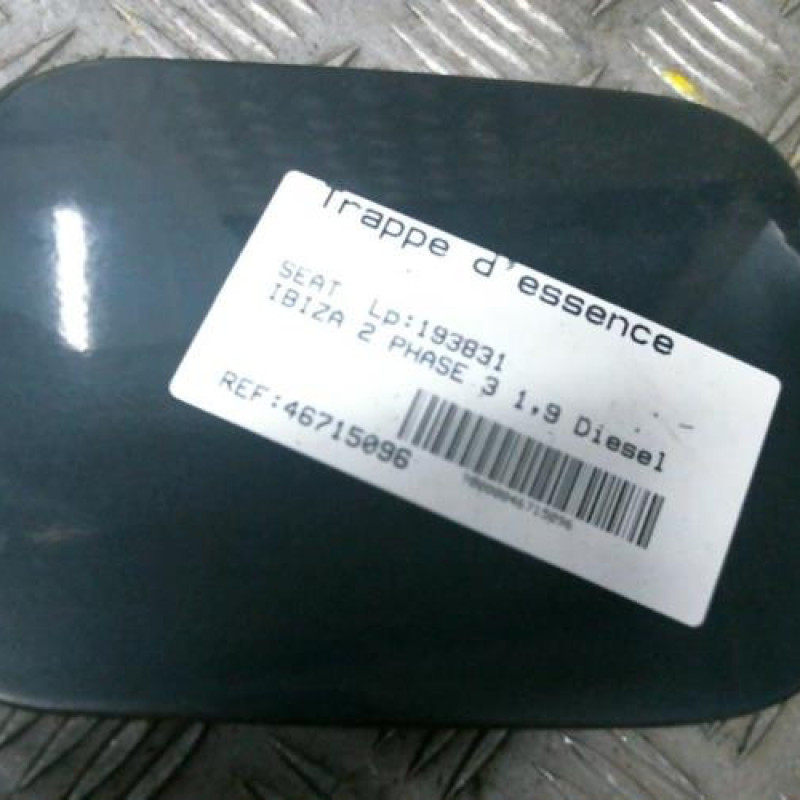 Trappe d'essence
SEAT Lp:193831
IBIZA 2 PHASE 3 1,9 Diesel
REF:46715096